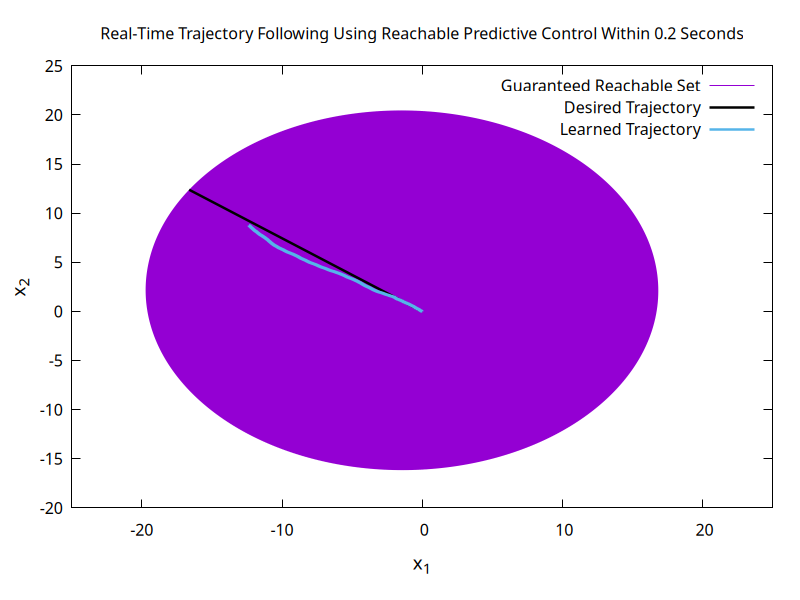 Real-Time Trajectory Following Using Reachable Predictive Control Within 0.2 Seconds
25
Guaranteed Reachable Set
20
Desired Trajectory
Learned Trajectory
15
10
5
0
-5
-10
-15
-20
x2
-20 -10 0 10 20
x1